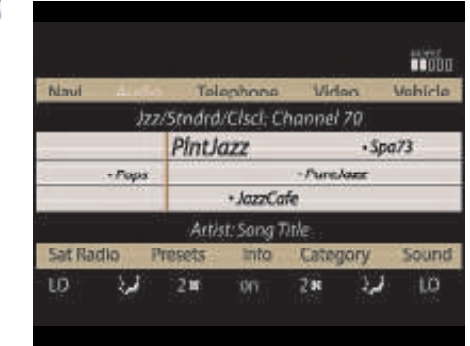 Navi Audio Telephone Video Vehicle
Jzz/Stndrd/Clscl; Channel 70
PlntJazz •Spa73
•Pops •PureJazz
•JazzCafe
Artist: Song Title
Sat Radio Presets Info Category Sound
LO 2 on 2 LO